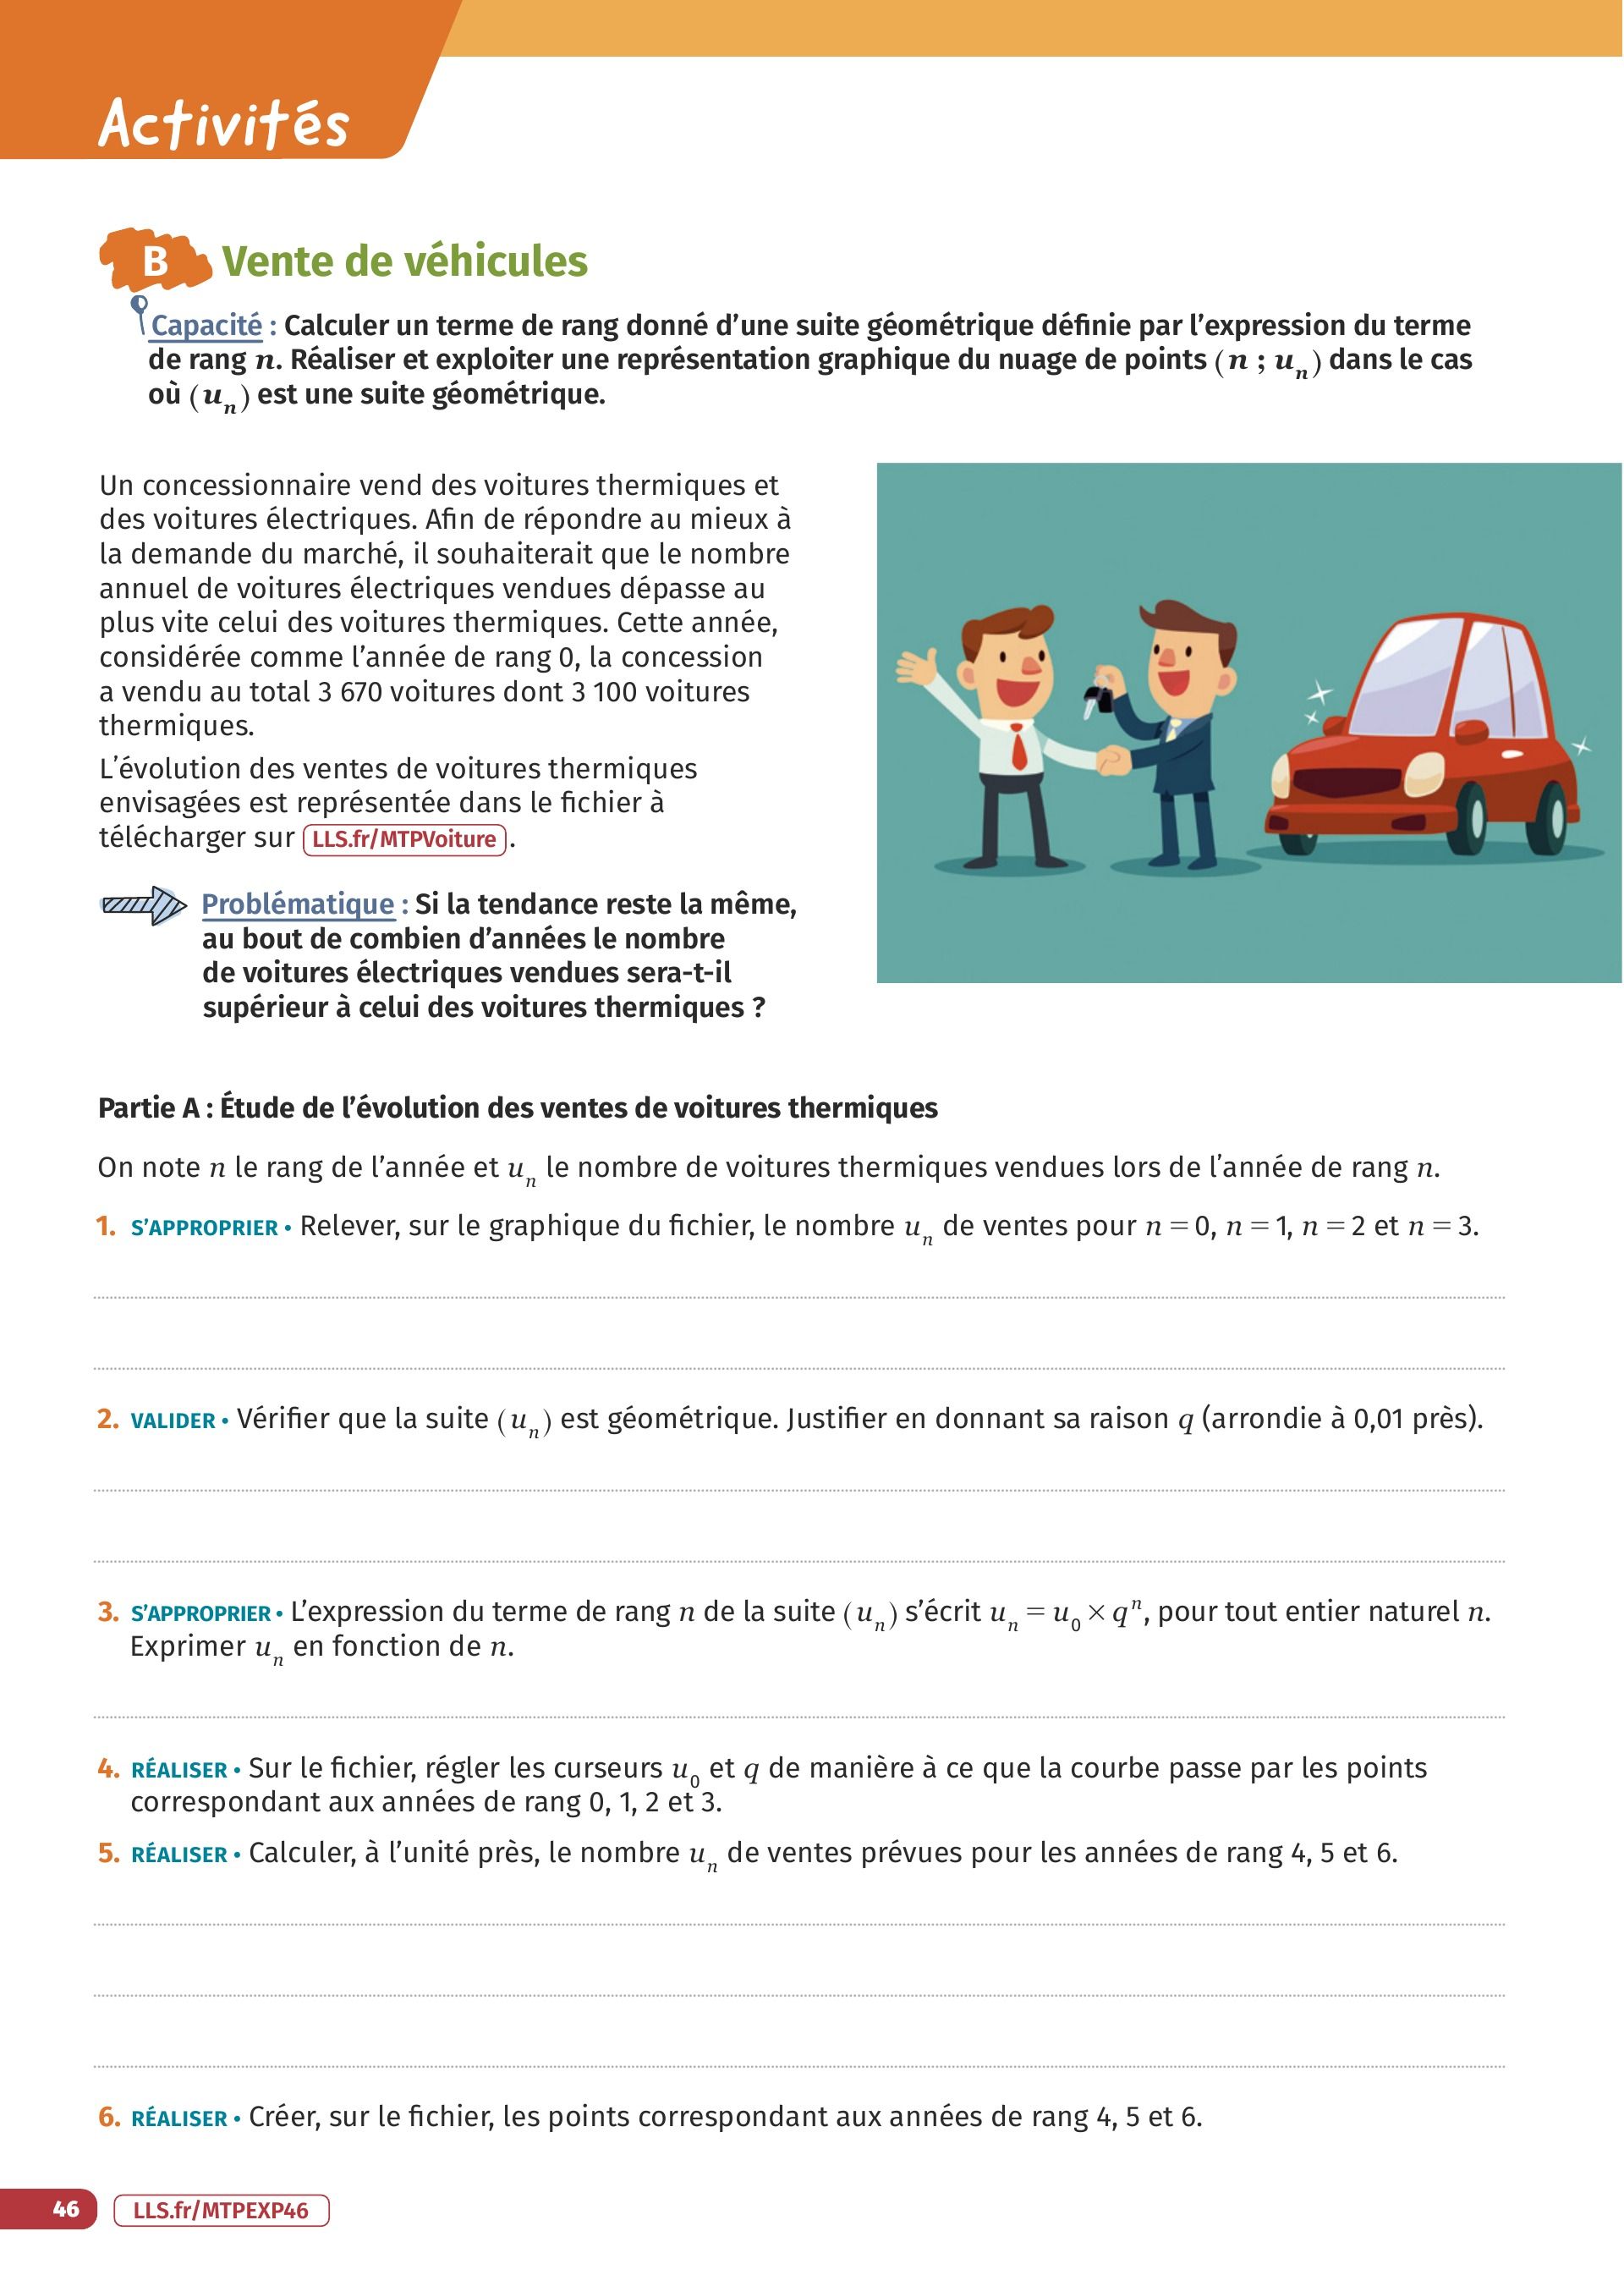 Activités
B Vente de véhicules
Capacité : Calculer un terme de rang donné d'une suite géométrique définie par l'expression du terme
de rang n. Réaliser et exploiter une représentation graphique du nuage de points (n ; uₙ) dans le cas
où (uₙ) est une suite géométrique.
Un concessionnaire vend des voitures thermiques et
des voitures électriques. Afin de répondre au mieux à
la demande du marché, il souhaiterait que le nombre
annuel de voitures électriques vendues dépasse au
plus vite celui des voitures thermiques. Cette année,
considérée comme l'année de rang 0, la concession
a vendu au total 3 670 voitures dont 3 100 voitures
thermiques.
L'évolution des ventes de voitures thermiques
envisagées est représentée dans le fichier à
télécharger sur LLS.fr/MTPVoiture.
Problématique : Si la tendance reste la même,
au bout de combien d'années le nombre
de voitures électriques vendues sera-t-il
supérieur à celui des voitures thermiques ?
Partie A : Étude de l'évolution des ventes de voitures thermiques
On note n le rang de l'année et uₙ le nombre de voitures thermiques vendues lors de l'année de rang n.
1. S'APPROPRIER • Relever, sur le graphique du fichier, le nombre uₙ de ventes pour n = 0, n = 1, n = 2 et n = 3.
2. VALIDER • Vérifier que la suite (uₙ) est géométrique. Justifier en donnant sa raison q (arrondie à 0,01 près).
3. S'APPROPRIER • L'expression du terme de rang n de la suite (uₙ) s'écrit uₙ = u₀ × qⁿ, pour tout entier naturel n.
Exprimer uₙ en fonction de n.
4. RÉALISER • Sur le fichier, régler les curseurs u₀ et q de manière à ce que la courbe passe par les points
correspondant aux années de rang 0, 1, 2 et 3.
5. RÉALISER • Calculer, à l'unité près, le nombre uₙ de ventes prévues pour les années de rang 4, 5 et 6.
6. RÉALISER • Créer, sur le fichier, les points correspondant aux années de rang 4, 5 et 6.
46 LLS.fr/MTPEXP46